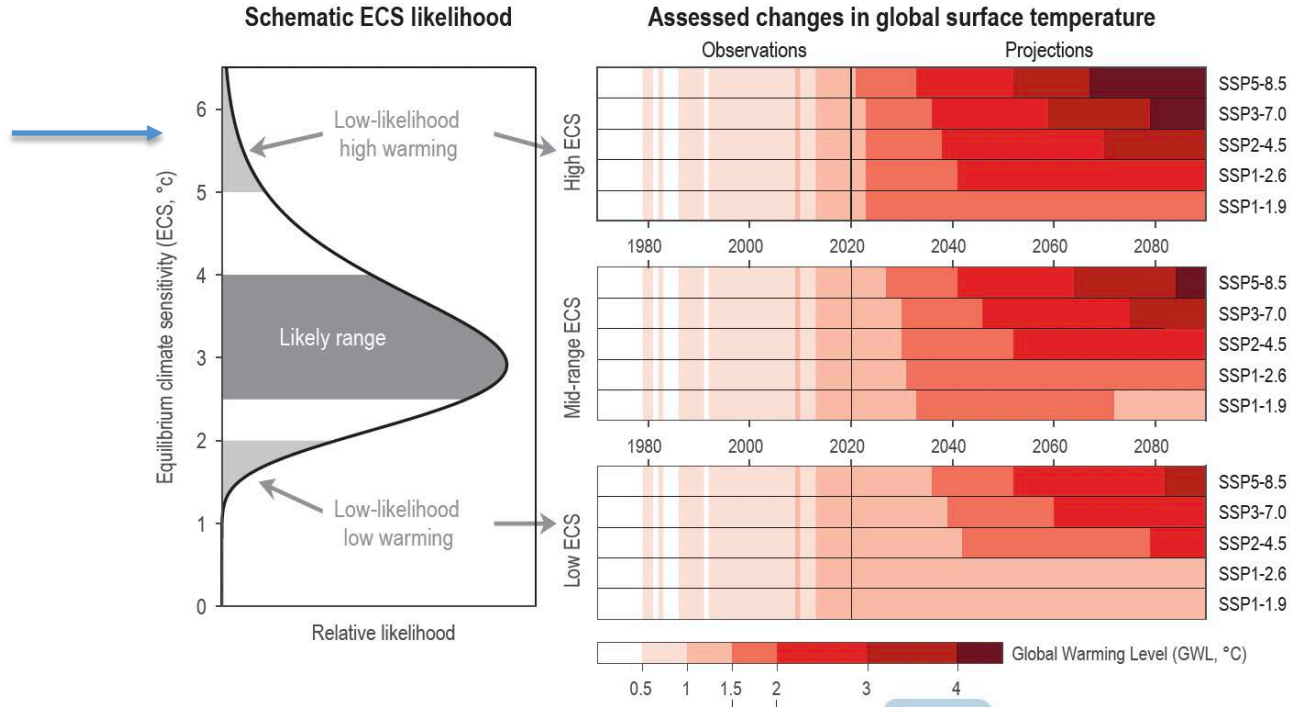 Schematic ECS likelihood
Equilibrium climate sensitivity (ECS, °c)
6
5
4
3
2
1
0
Low-likelihood
high warming
Likely range
Low-likelihood
low warming
Relative likelihood
Assessed changes in global surface temperature
Observations Projections
High ECS
SSP5-8.5
SSP3-7.0
SSP2-4.5
SSP1-2.6
SSP1-1.9
1980 2000 2020 2040 2060 2080
Mid-range ECS
SSP5-8.5
SSP3-7.0
SSP2-4.5
SSP1-2.6
SSP1-1.9
1980 2000 2020 2040 2060 2080
Low ECS
SSP5-8.5
SSP3-7.0
SSP2-4.5
SSP1-2.6
SSP1-1.9
Global Warming Level (GWL, °C)
0.5 1 1.5 2 3 4